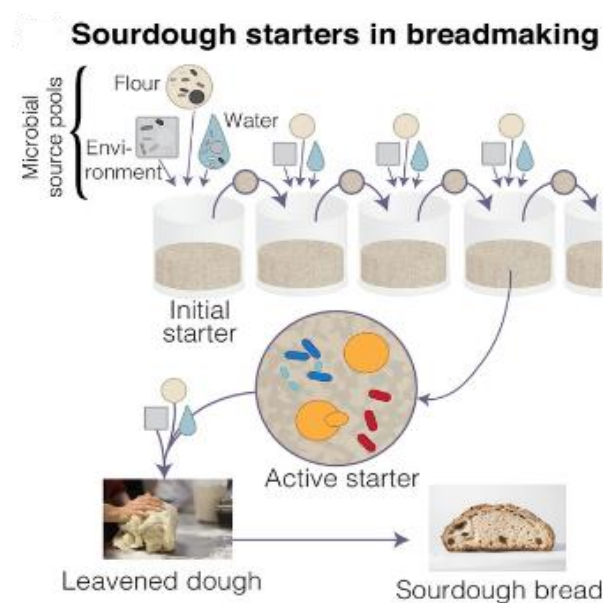 Sourdough starters in breadmaking
Microbial
source pools
Flour
Water
Envi-
ronment
Initial
starter
Active starter
Leavened dough
Sourdough bread